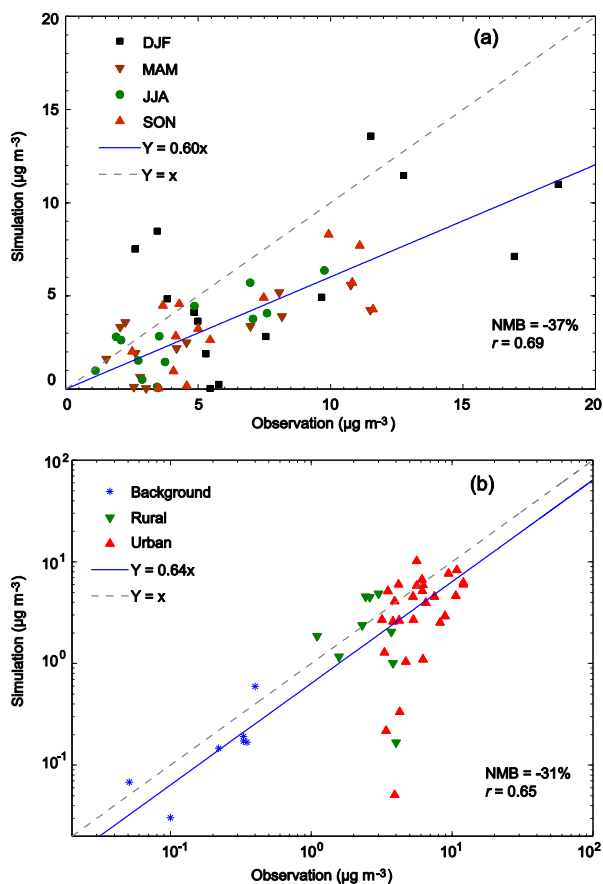 (a)
DJF
MAM
JJA
SON
Y = 0.60x
Y = x
20
15
10
5
0
Simulation (µg m⁻³)
NMB = -37%
r = 0.69
0 5 10 15 20
Observation (µg m⁻³)
(b)
Background
Rural
Urban
Y = 0.64x
Y = x
10²
10¹
10⁰
10⁻¹
Simulation (µg m⁻³)
NMB = -31%
r = 0.65
10⁻¹ 10⁰ 10¹ 10²
Observation (µg m⁻³)